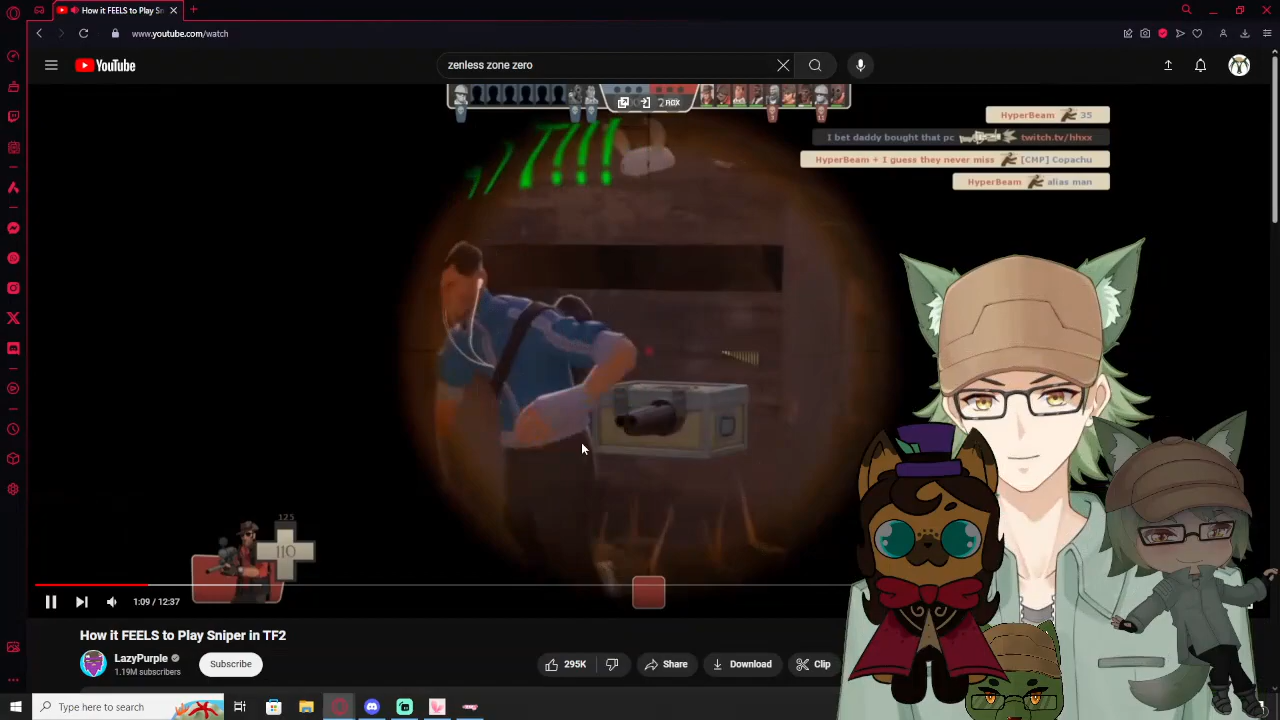 How it FEELS to Play Sn
www.youtube.com/watch
YouTube
zenless zone zero
HyperBeam 35
I bet daddy bought that pc twitch.tv/hhxx
HyperBeam + I guess they never miss [CMP] Copachu
HyperBeam alias man
125
110
1:09 / 12:37
How it FEELS to Play Sniper in TF2
LazyPurple
1.19M subscribers
Subscribe
295K
Share
Download
Clip
Type here to search